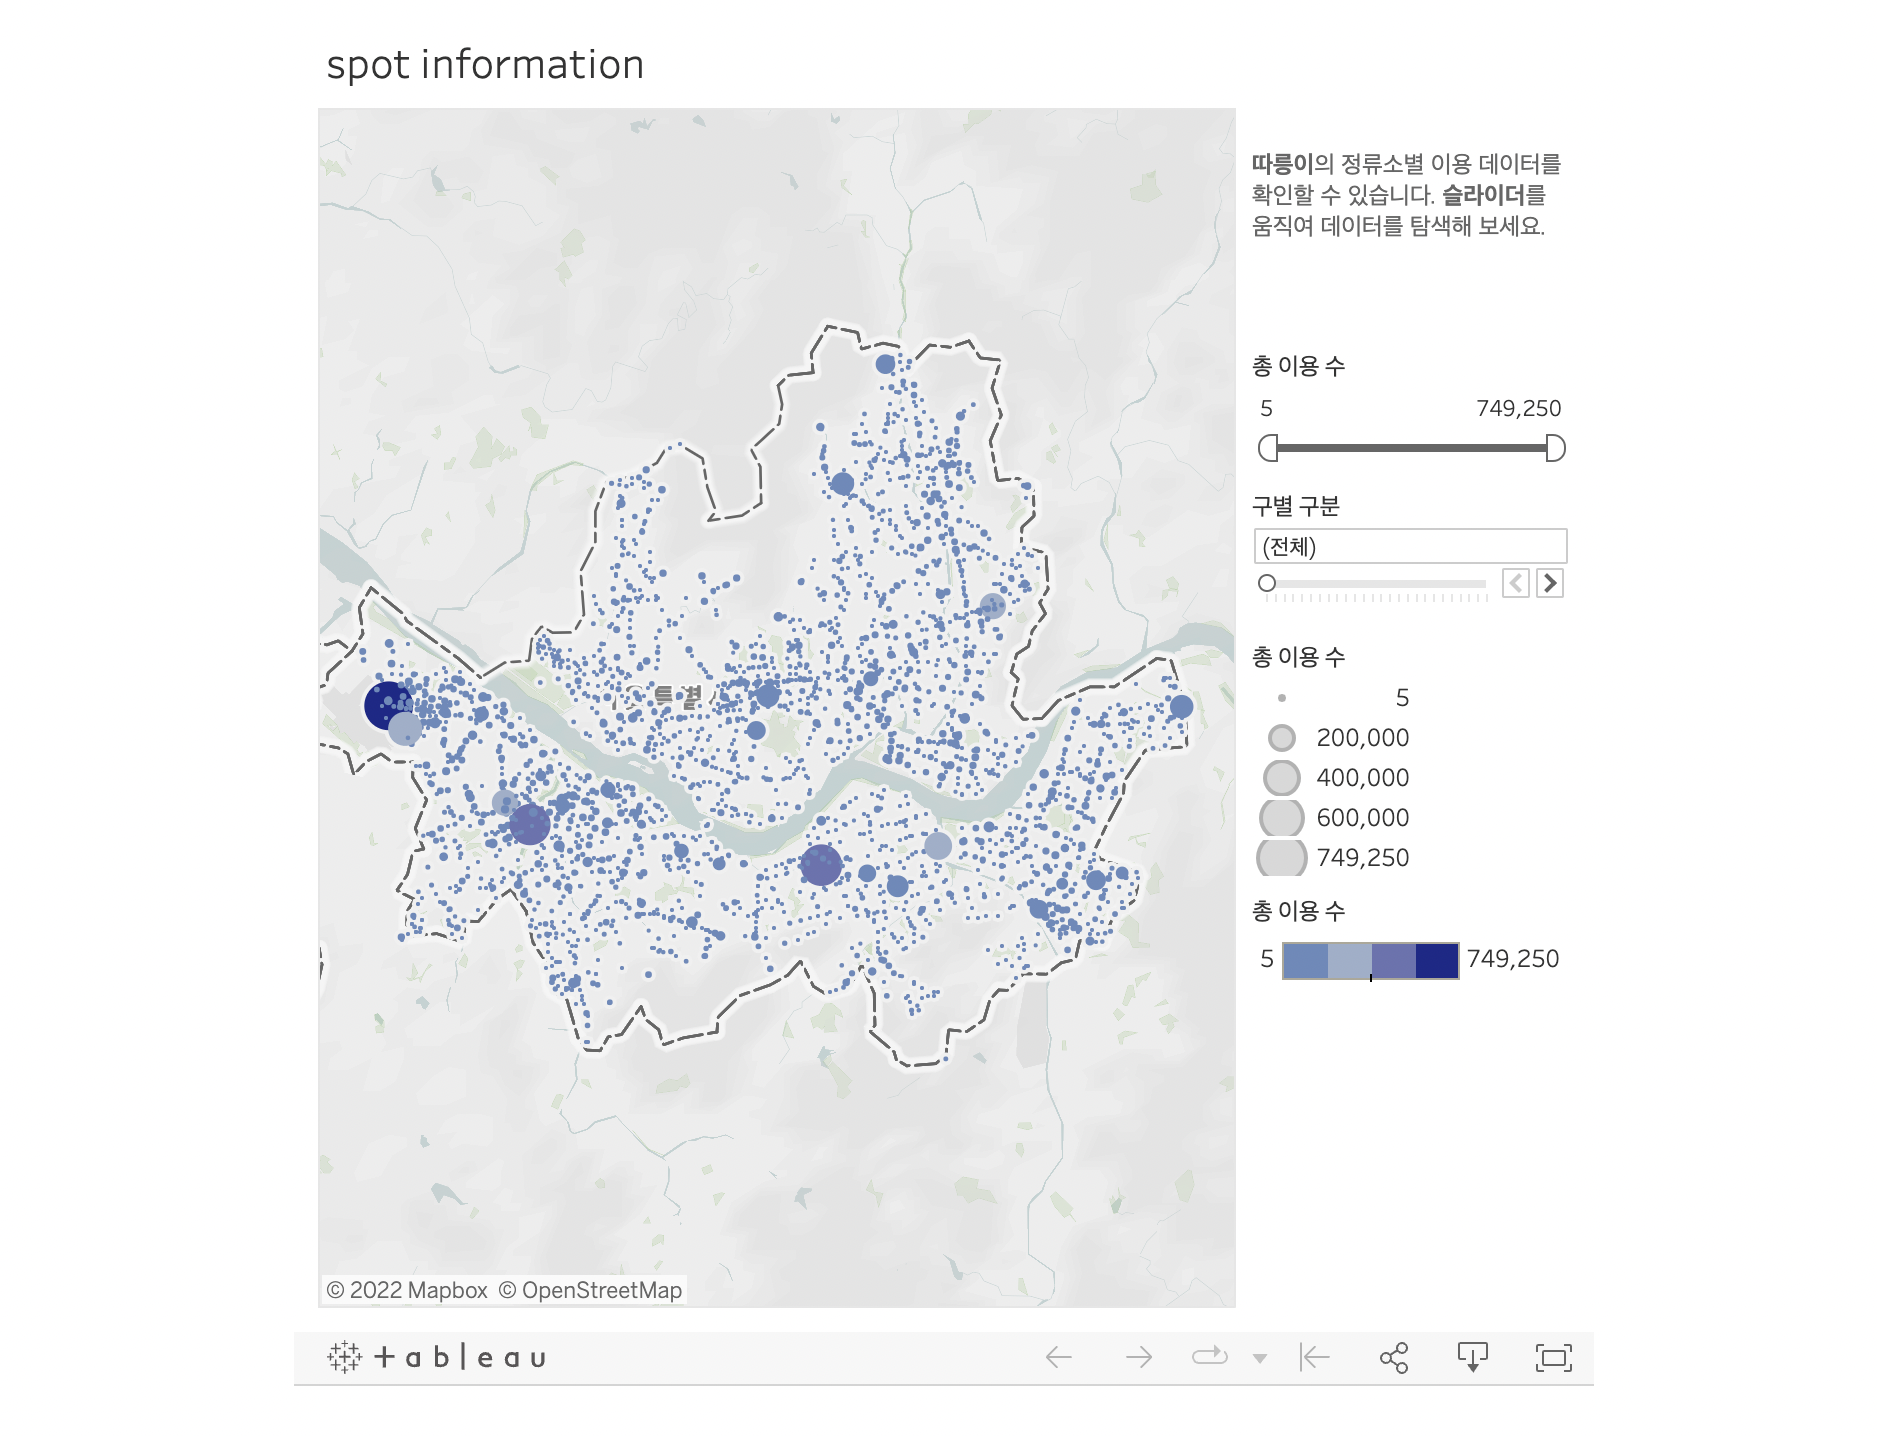 spot information
따릉이의 정류소별 이용 데이터를
확인할 수 있습니다. 슬라이더를
움직여 데이터를 탐색해 보세요.
총 이용 수
5 749,250
구별 구분
(전체)
총 이용 수
5
200,000
400,000
600,000
749,250
총 이용 수
5 749,250
특별
© 2022 Mapbox © OpenStreetMap
+ableau